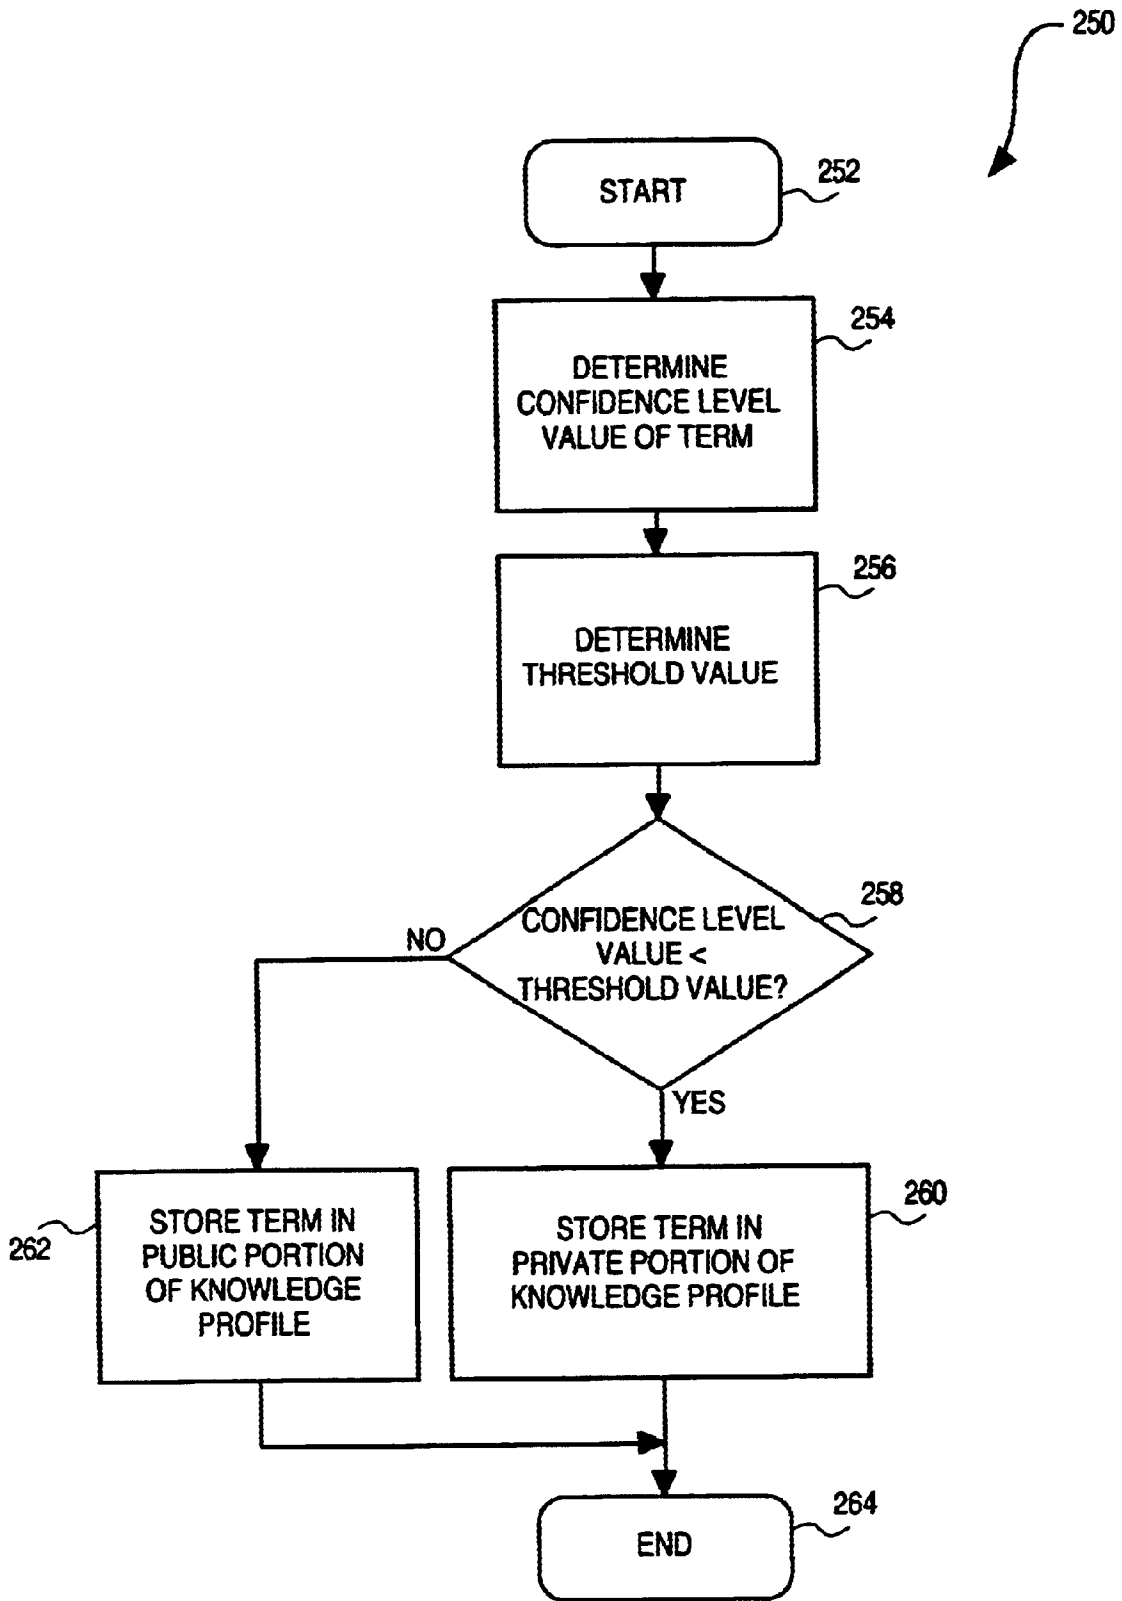 250
START
252
DETERMINE
CONFIDENCE LEVEL
VALUE OF TERM
254
DETERMINE
THRESHOLD VALUE
256
CONFIDENCE LEVEL
VALUE <
THRESHOLD VALUE?
258
NO
YES
STORE TERM IN
PUBLIC PORTION
OF KNOWLEDGE
PROFILE
262
STORE TERM IN
PRIVATE PORTION OF
KNOWLEDGE PROFILE
260
END
264